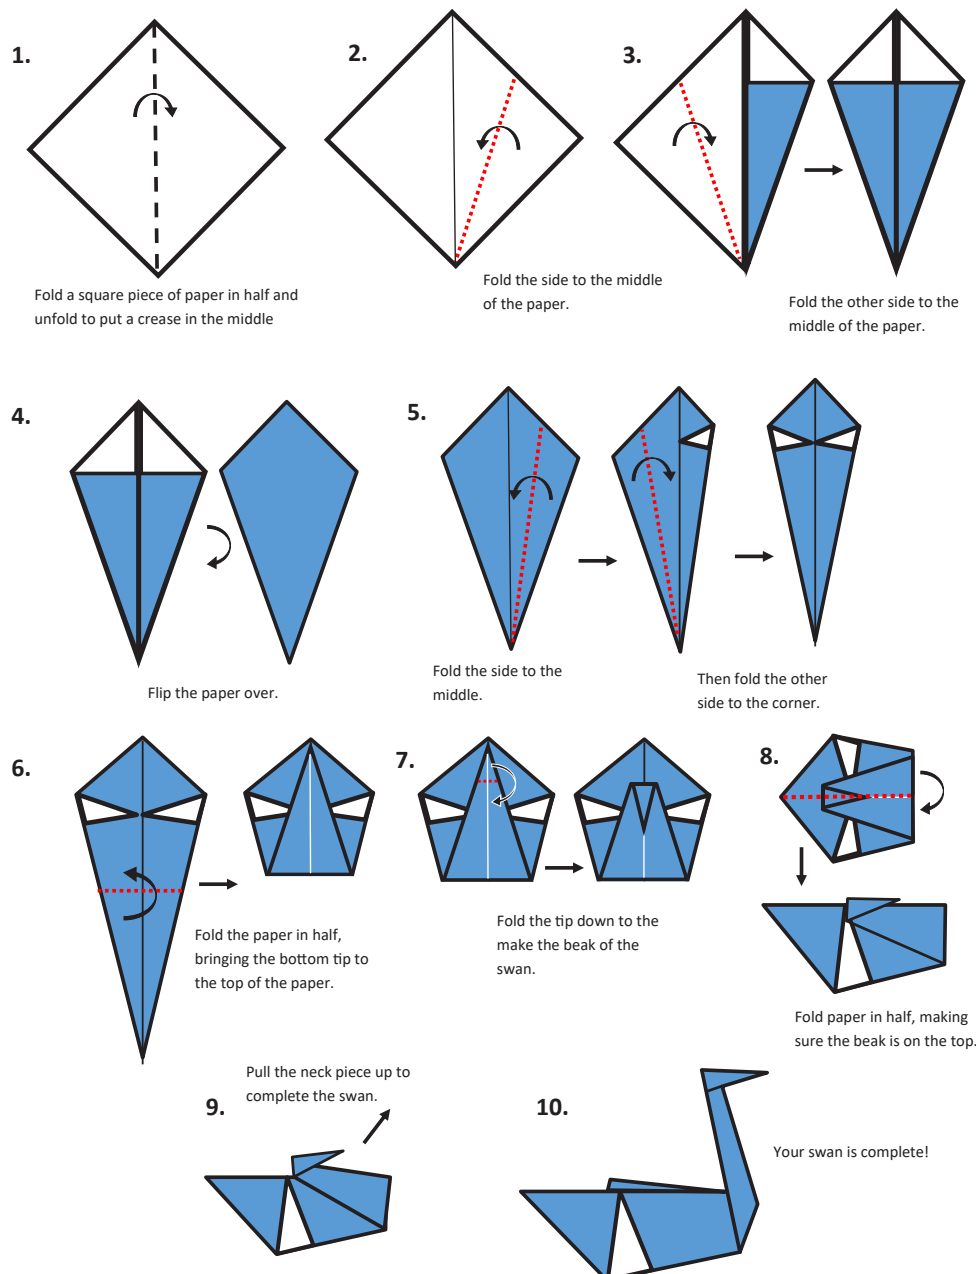 1.
Fold a square piece of paper in half and
unfold to put a crease in the middle
2.
Fold the side to the middle
of the paper.
3.
Fold the other side to the
middle of the paper.
4.
Flip the paper over.
5.
Fold the side to the
middle.
Then fold the other
side to the corner.
6.
Fold the paper in half,
bringing the bottom tip to
the top of the paper.
7.
Fold the tip down to the
make the beak of the
swan.
8.
Fold paper in half, making
sure the beak is on the top.
9.
Pull the neck piece up to
complete the swan.
10.
Your swan is complete!